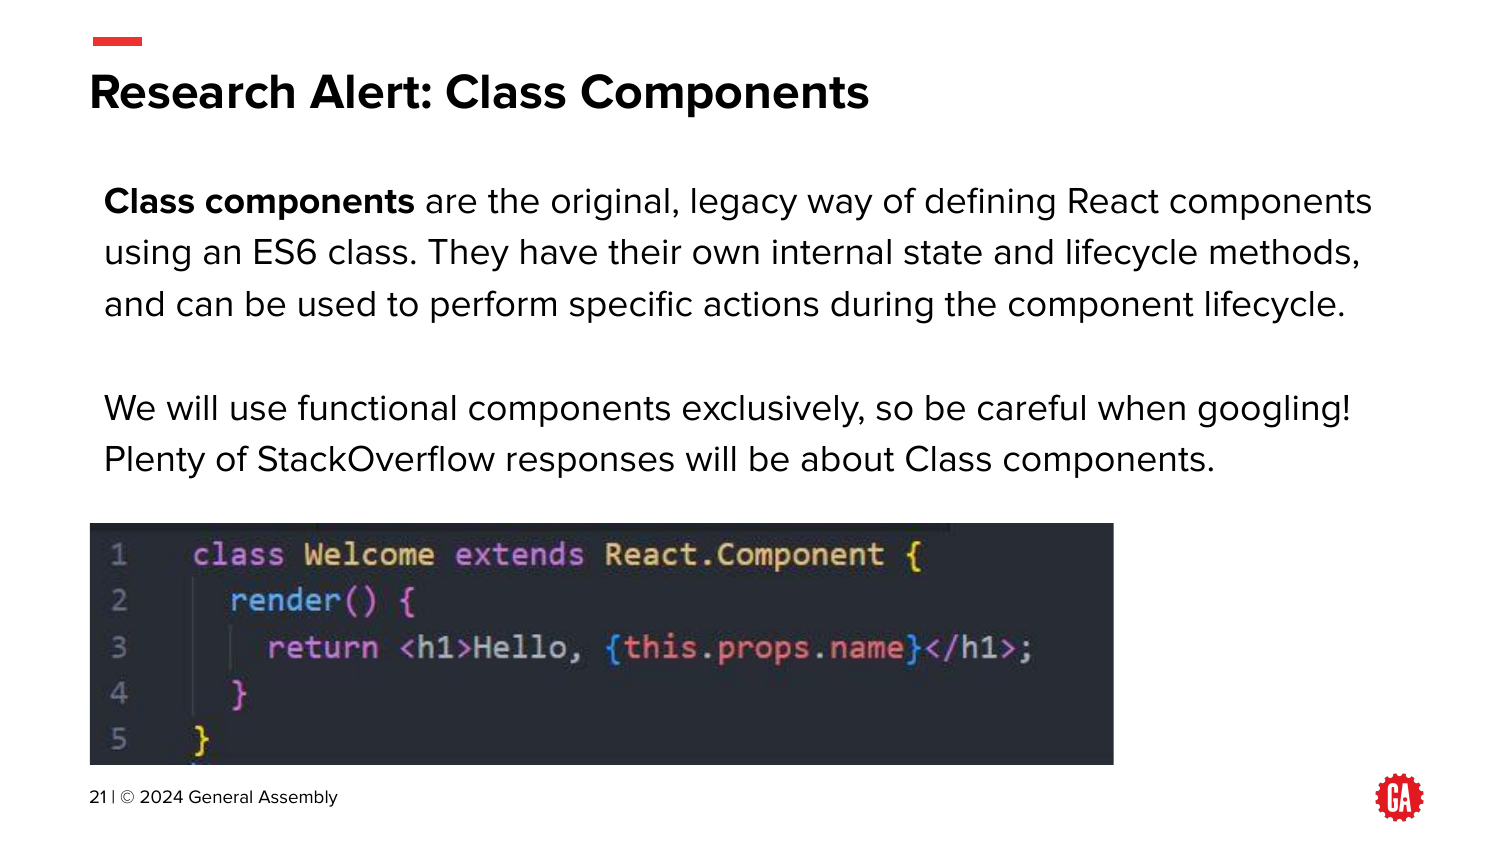 Research Alert: Class Components
Class components are the original, legacy way of defining React components
using an ES6 class. They have their own internal state and lifecycle methods,
and can be used to perform specific actions during the component lifecycle.
We will use functional components exclusively, so be careful when googling!
Plenty of StackOverflow responses will be about Class components.
1 class Welcome extends React.Component {
2 render() {
3 return <h1>Hello, {this.props.name}</h1>;
4 }
5 }
21 | © 2024 General Assembly
GA